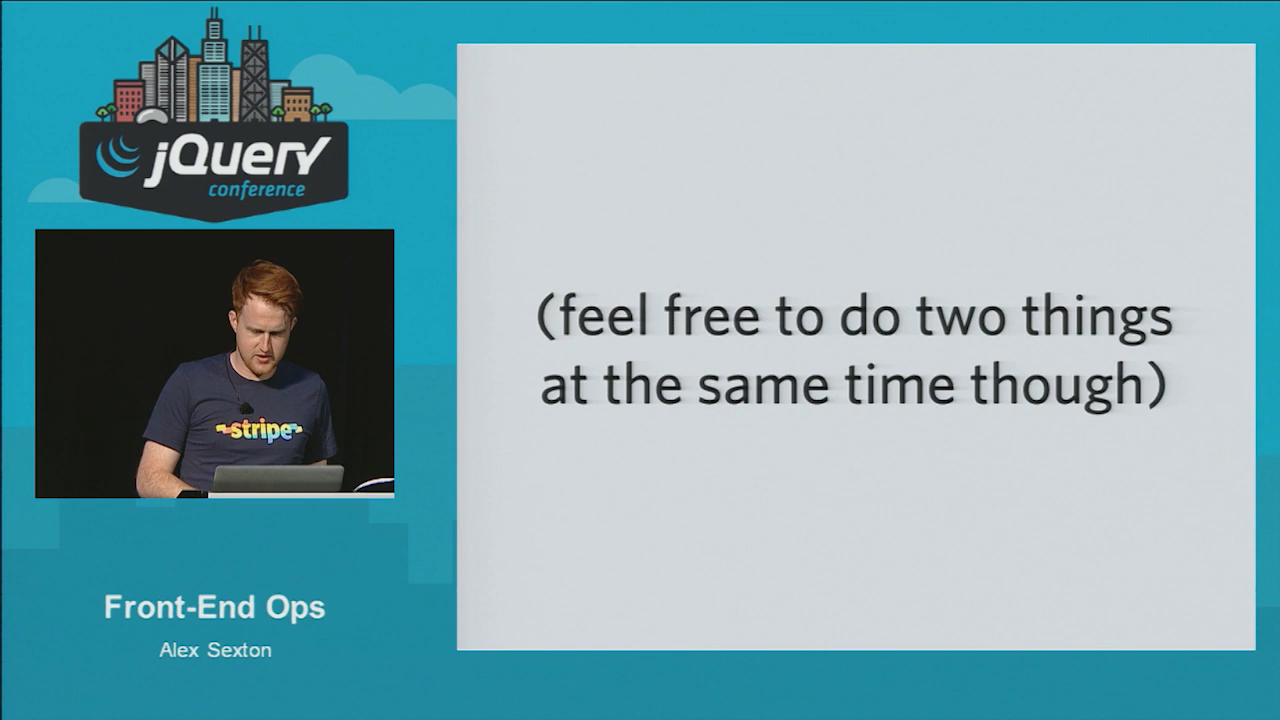 jQuery
conference
stripe
Front-End Ops
Alex Sexton
(feel free to do two things
at the same time though)